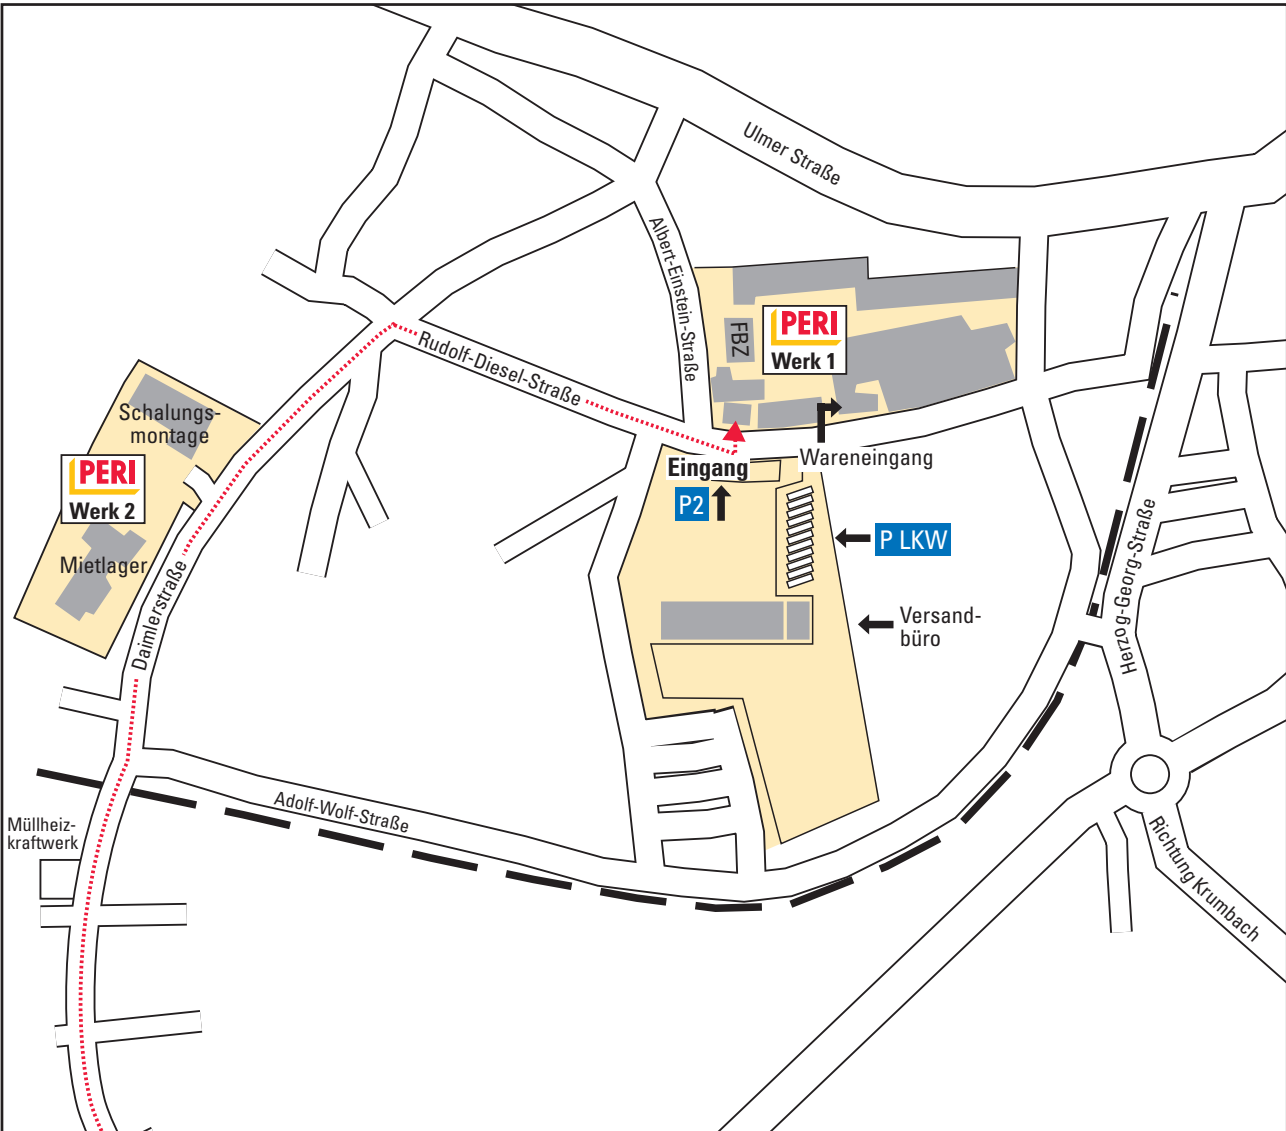 Ulmer Straße
Albert-Einstein-Straße
Rudolf-Diesel-Straße
FBZ
PERI
Werk 1
Schalungs-
montage
PERI
Werk 2
Mietlager
Eingang
Wareneingang
P2
P LKW
Versand-
büro
Daimlerstraße
Herzog-Georg-Straße
Adolf-Wolf-Straße
Müllheiz-
kraftwerk
Richtung Krumbach